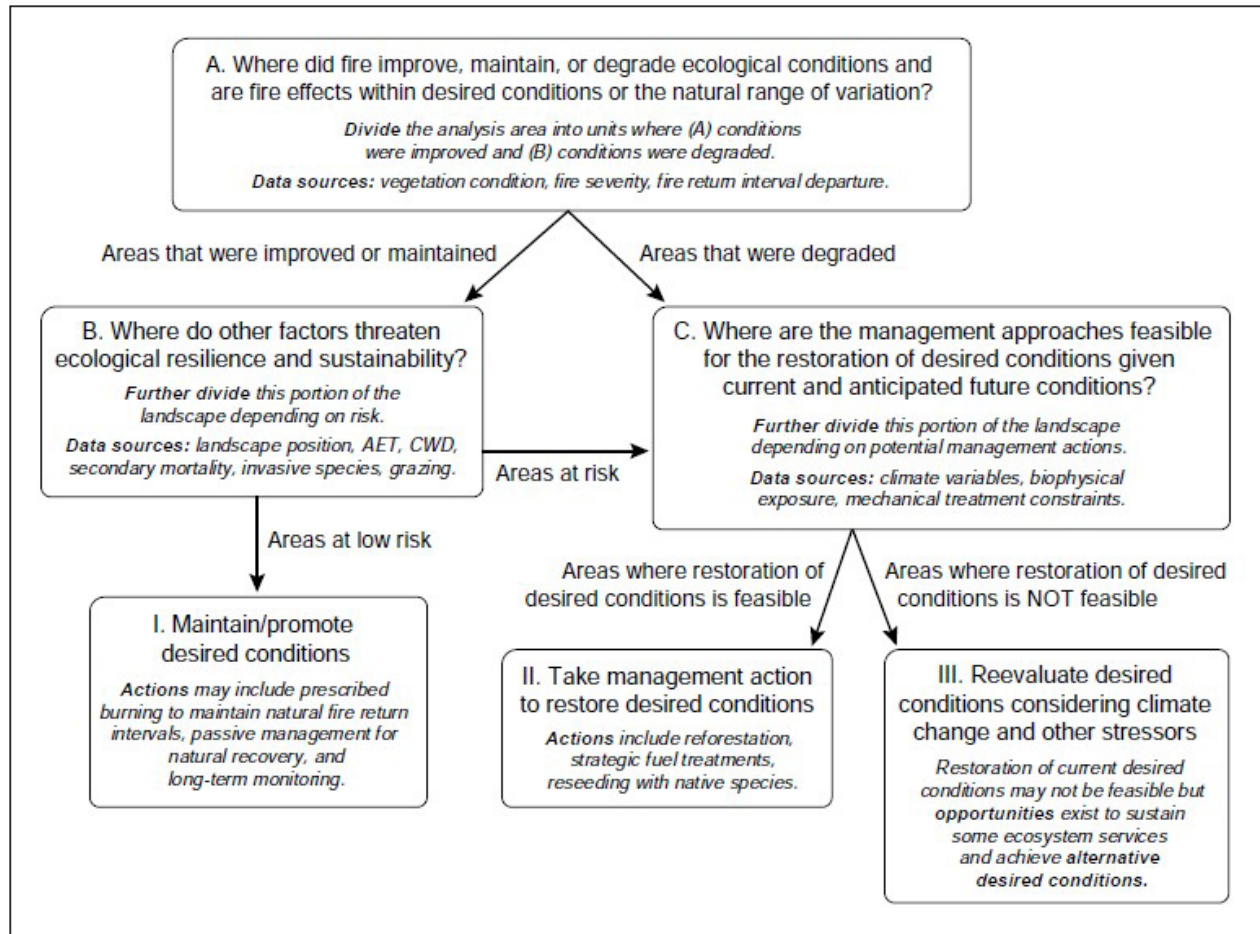 A. Where did fire improve, maintain, or degrade ecological conditions and
are fire effects within desired conditions or the natural range of variation?
Divide the analysis area into units where (A) conditions
were improved and (B) conditions were degraded.
Data sources: vegetation condition, fire severity, fire return interval departure.
Areas that were improved or maintained
Areas that were degraded
B. Where do other factors threaten
ecological resilience and sustainability?
Further divide this portion of the
landscape depending on risk.
Data sources: landscape position, AET, CWD,
secondary mortality, invasive species, grazing.
Areas at risk
C. Where are the management approaches feasible
for the restoration of desired conditions given
current and anticipated future conditions?
Further divide this portion of the landscape
depending on potential management actions.
Data sources: climate variables, biophysical
exposure, mechanical treatment constraints.
Areas at low risk
Areas where restoration of
desired conditions is feasible
Areas where restoration of desired
conditions is NOT feasible
I. Maintain/promote
desired conditions
Actions may include prescribed
burning to maintain natural fire return
intervals, passive management for
natural recovery, and
long-term monitoring.
II. Take management action
to restore desired conditions
Actions include reforestation,
strategic fuel treatments,
reseeding with native species.
III. Reevaluate desired
conditions considering climate
change and other stressors
Restoration of current desired
conditions may not be feasible but
opportunities exist to sustain
some ecosystem services
and achieve alternative
desired conditions.